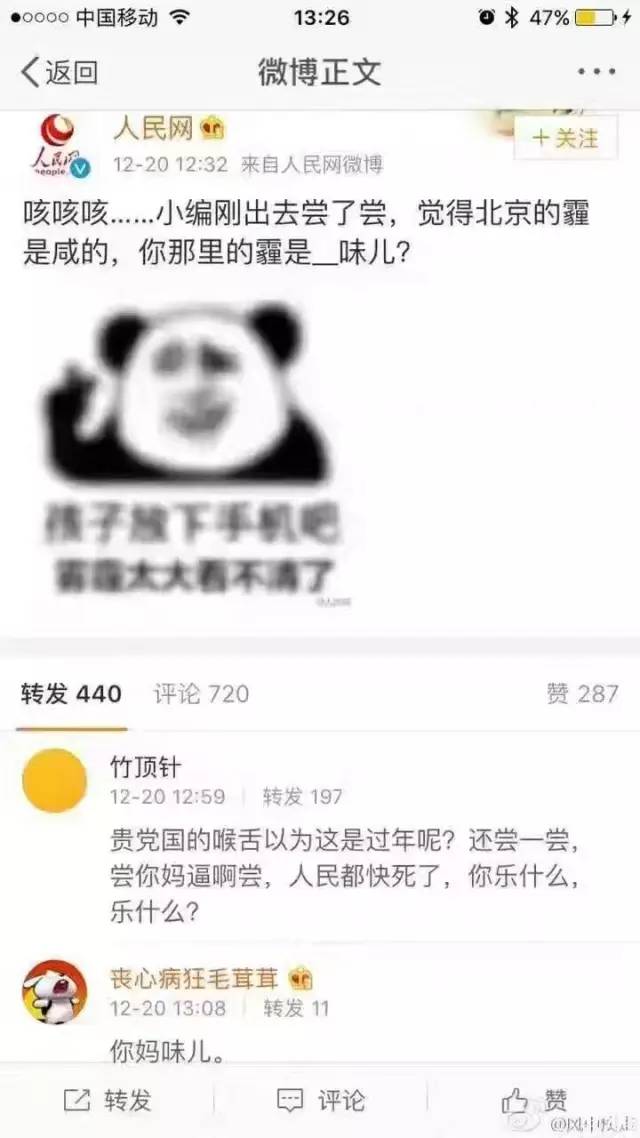 中国移动 13:26 47%
返回 微博正文
人民网 +关注
人民网 people. 12-20 12:32 来自人民网微博
咳咳咳……小编刚出去尝了尝，觉得北京的霾
是咸的，你那里的霾是__味儿？
孩子放下手机吧
雾霾太大看不清了
转发 440 评论 720 赞 287
竹顶针
12-20 12:59 转发 197
贵党国的喉舌以为这是过年呢？还尝一尝，
尝你妈逼啊尝，人民都快死了，你乐什么，
乐什么？
丧心病狂毛茸茸
12-20 13:08 转发 11
你妈味儿。
转发 评论 赞